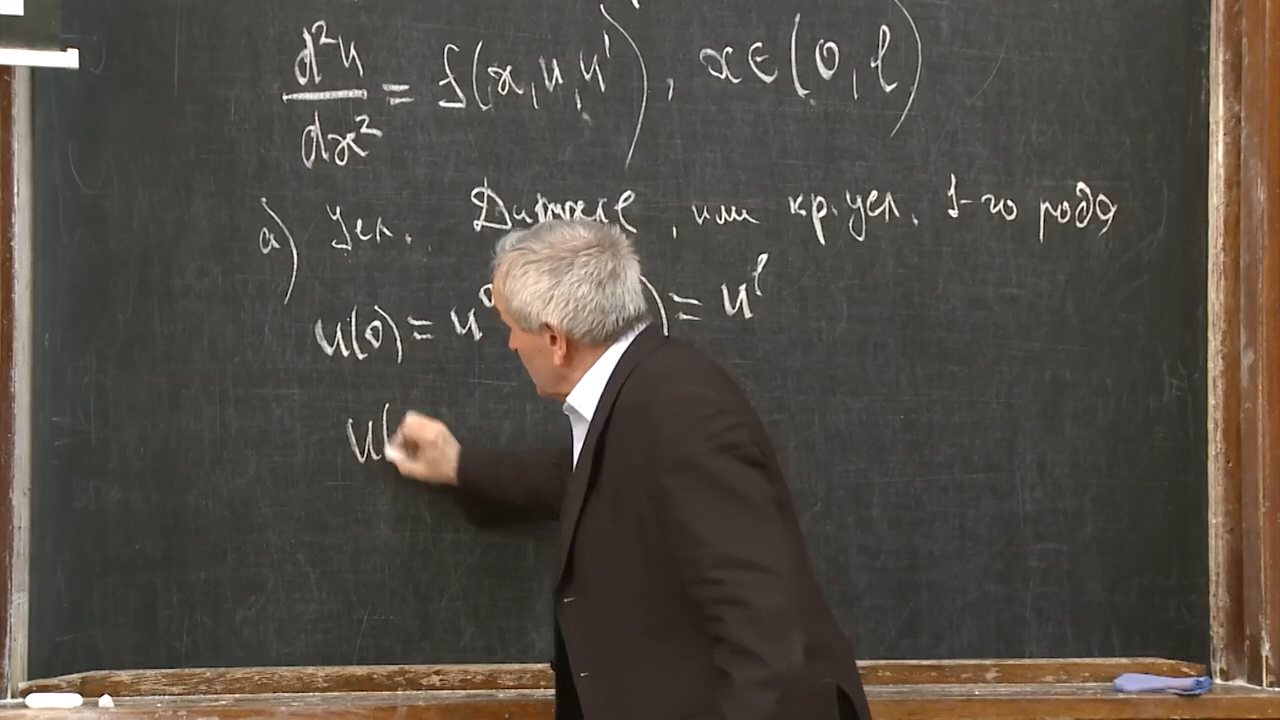 d²u/dx² = f(x, u, u'), x ∈ (0, l)
а) Усл. Дирихле, или кр. усл. 1-го рода
u(0) = u⁰ ) = uˡ
u(